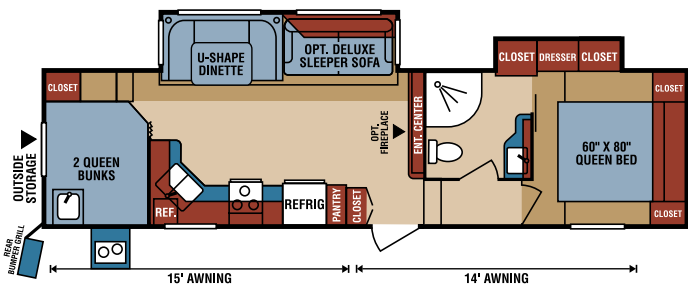 U-SHAPE
DINETTE
OPT. DELUXE
SLEEPER SOFA
CLOSET
DRESSER
CLOSET
CLOSET
CLOSET
OUTSIDE
STORAGE
2 QUEEN
BUNKS
OPT.
FIREPLACE
ENT. CENTER
60" X 80"
QUEEN BED
REF.
REFRIG
PANTRY
CLOSET
CLOSET
REAR
BUMPER GRILL
15' AWNING
14' AWNING